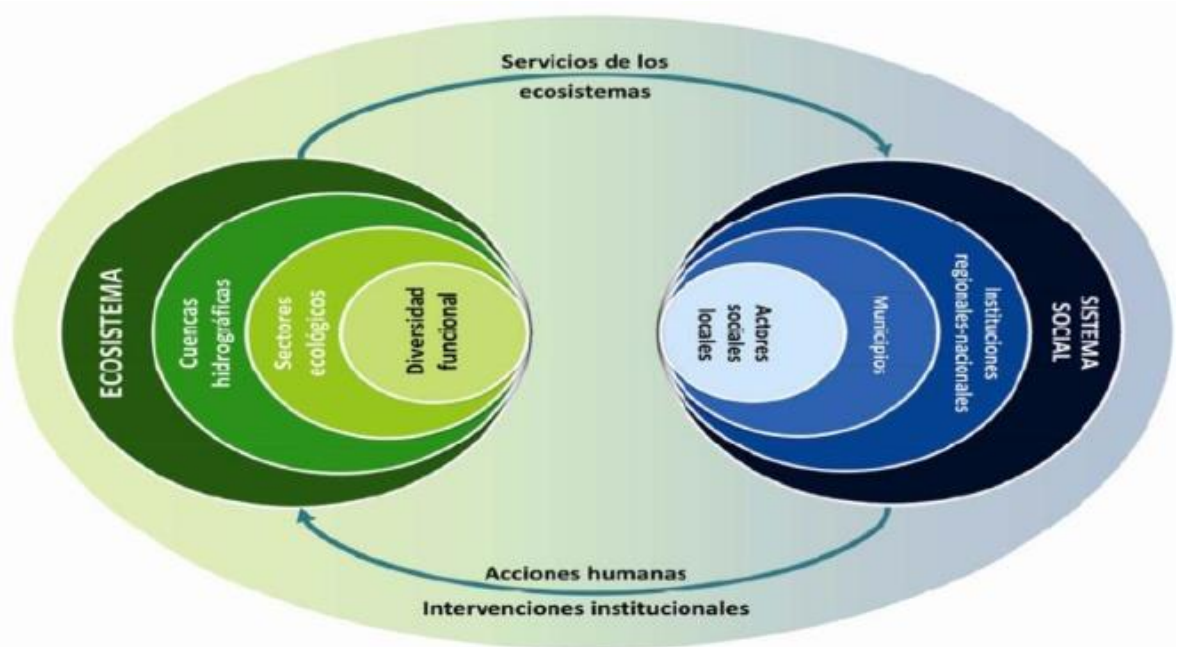 Servicios de los
ecosistemas
ECOSISTEMA
Cuencas
hidrográficas
Sectores
ecológicos
Diversidad
funcional
Actores
sociales
locales
Municipios
Instituciones
regionales-nacionales
SISTEMA
SOCIAL
Acciones humanas
Intervenciones institucionales